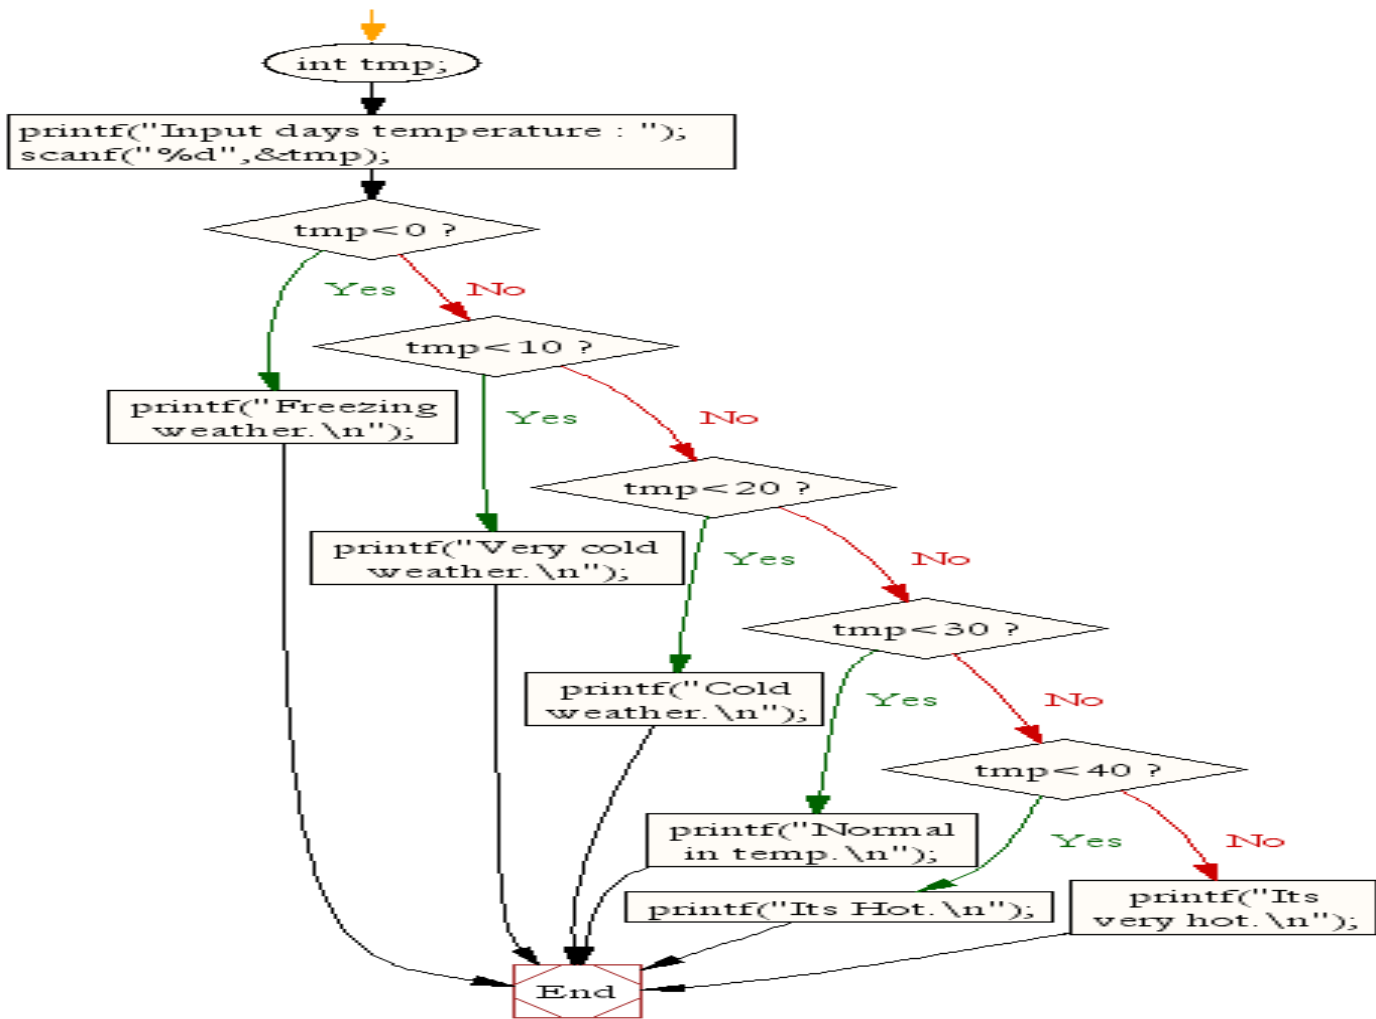 int tmp;
printf("Input days temperature : ");
scanf("%d",&tmp);
tmp<0 ?
Yes
No
tmp<10 ?
printf("Freezing
weather.\n");
Yes
No
tmp<20 ?
printf("Very cold
weather.\n");
Yes
No
tmp<30 ?
printf("Cold
weather.\n");
Yes
No
tmp<40 ?
printf("Normal
in temp.\n");
Yes
No
printf("Its Hot.\n");
printf("Its
very hot.\n");
End